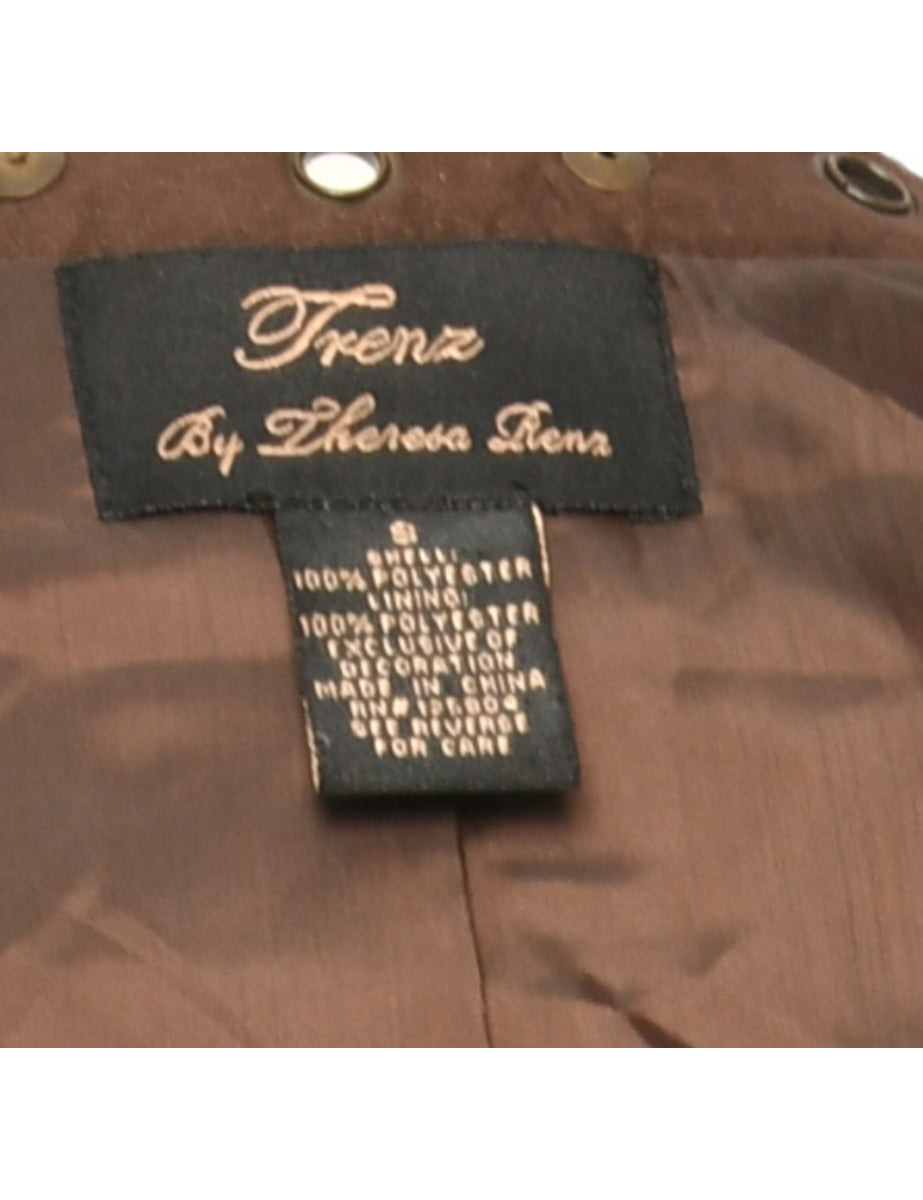 Trenz
By Theresa Renz
S
SHELL:
100% POLYESTER
LINING:
100% POLYESTER
EXCLUSIVE OF
DECORATION
MADE IN CHINA
RN#
SEE REVERSE
FOR CARE